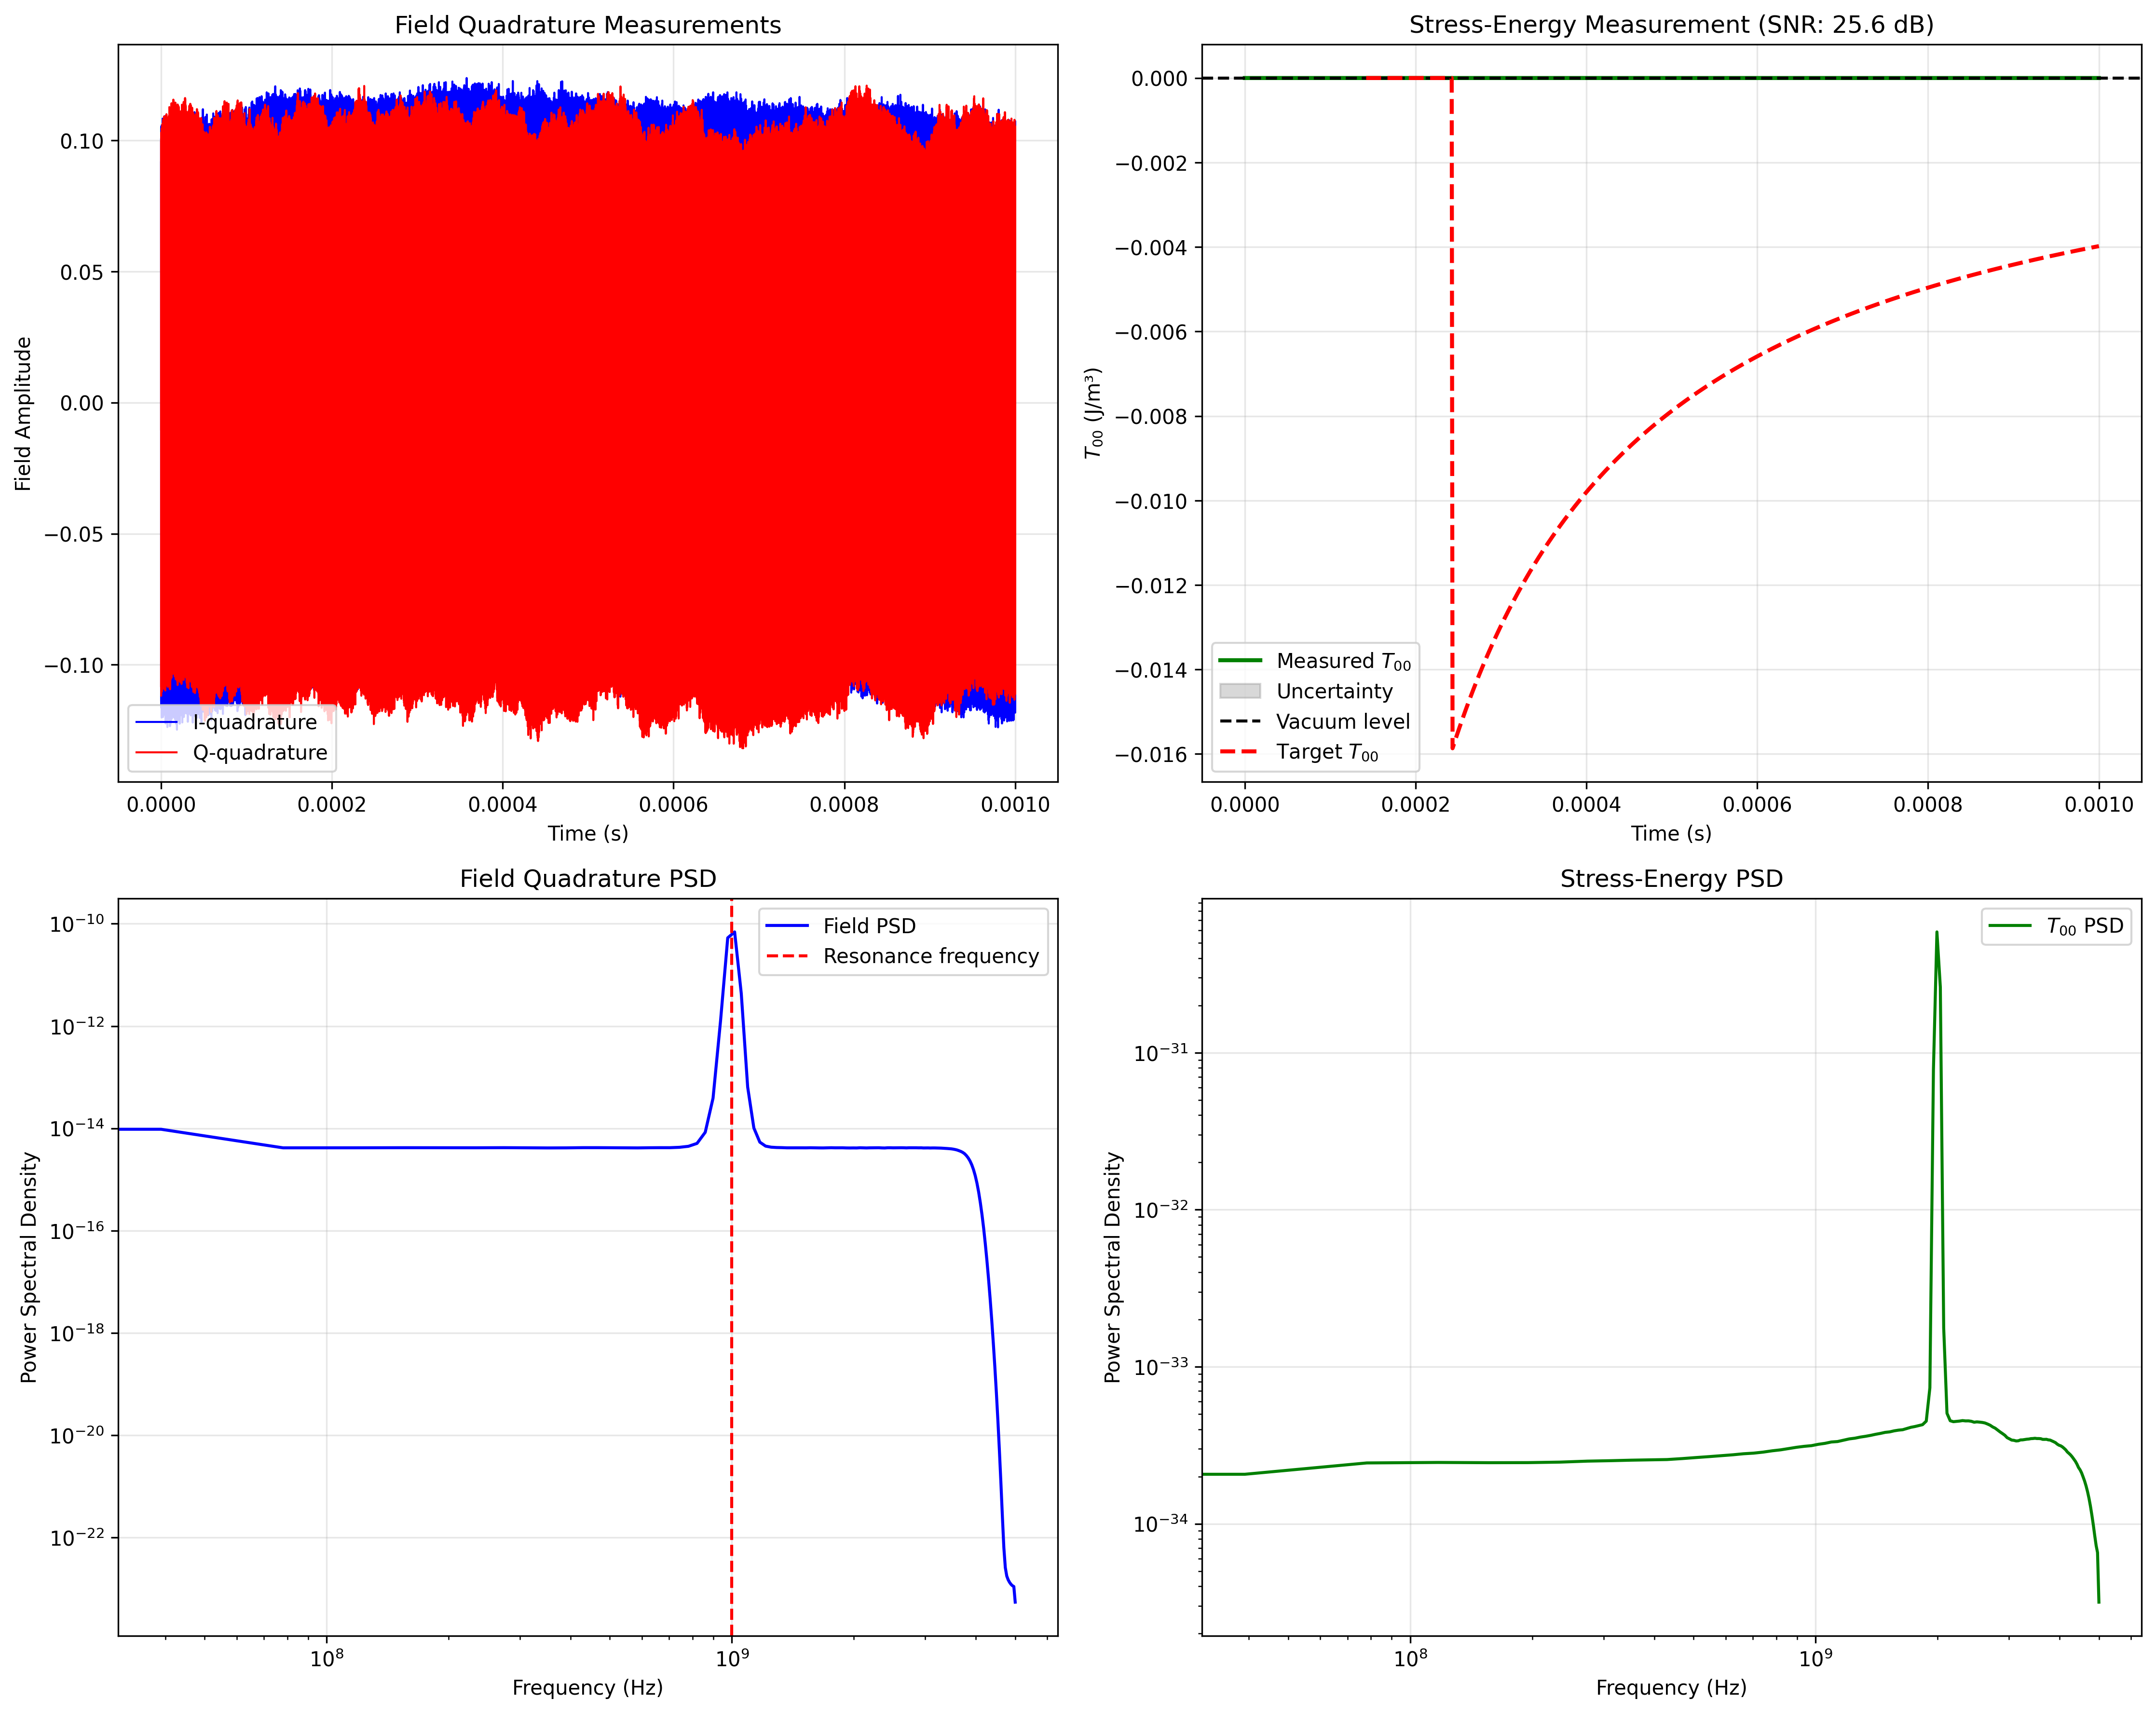 Field Quadrature Measurements
Field Amplitude
0.10
0.05
0.00
−0.05
−0.10
I-quadrature
Q-quadrature
0.0000 0.0002 0.0004 0.0006 0.0008 0.0010
Time (s)
Stress-Energy Measurement (SNR: 25.6 dB)
T₀₀ (J/m³)
0.000
−0.002
−0.004
−0.006
−0.008
−0.010
−0.012
−0.014
−0.016
Measured T₀₀
Uncertainty
Vacuum level
Target T₀₀
0.0000 0.0002 0.0004 0.0006 0.0008 0.0010
Time (s)
Field Quadrature PSD
Power Spectral Density
10⁻¹⁰
10⁻¹²
10⁻¹⁴
10⁻¹⁶
10⁻¹⁸
10⁻²⁰
10⁻²²
Field PSD
Resonance frequency
10⁸ 10⁹
Frequency (Hz)
Stress-Energy PSD
Power Spectral Density
10⁻³¹
10⁻³²
10⁻³³
10⁻³⁴
T₀₀ PSD
10⁸ 10⁹
Frequency (Hz)